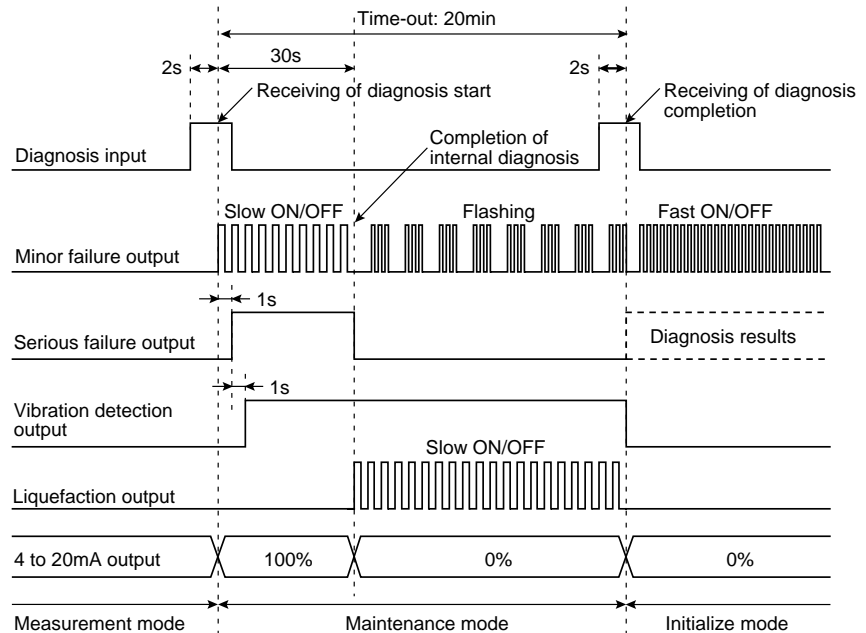 Time-out: 20min
2s
30s
2s
Receiving of diagnosis start
Receiving of diagnosis
completion
Completion of
internal diagnosis
Diagnosis input
Slow ON/OFF
Flashing
Fast ON/OFF
Minor failure output
1s
Serious failure output
Diagnosis results
1s
Vibration detection
output
Slow ON/OFF
Liquefaction output
4 to 20mA output
100%
0%
0%
Measurement mode
Maintenance mode
Initialize mode